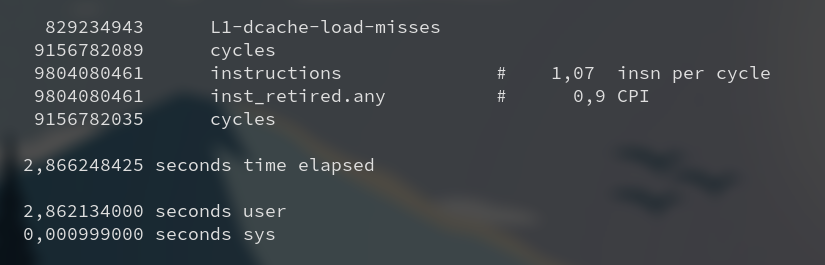 829234943 L1-dcache-load-misses
9156782089 cycles
9804080461 instructions # 1,07 insn per cycle
9804080461 inst_retired.any # 0,9 CPI
9156782035 cycles
2,866248425 seconds time elapsed
2,862134000 seconds user
0,000999000 seconds sys